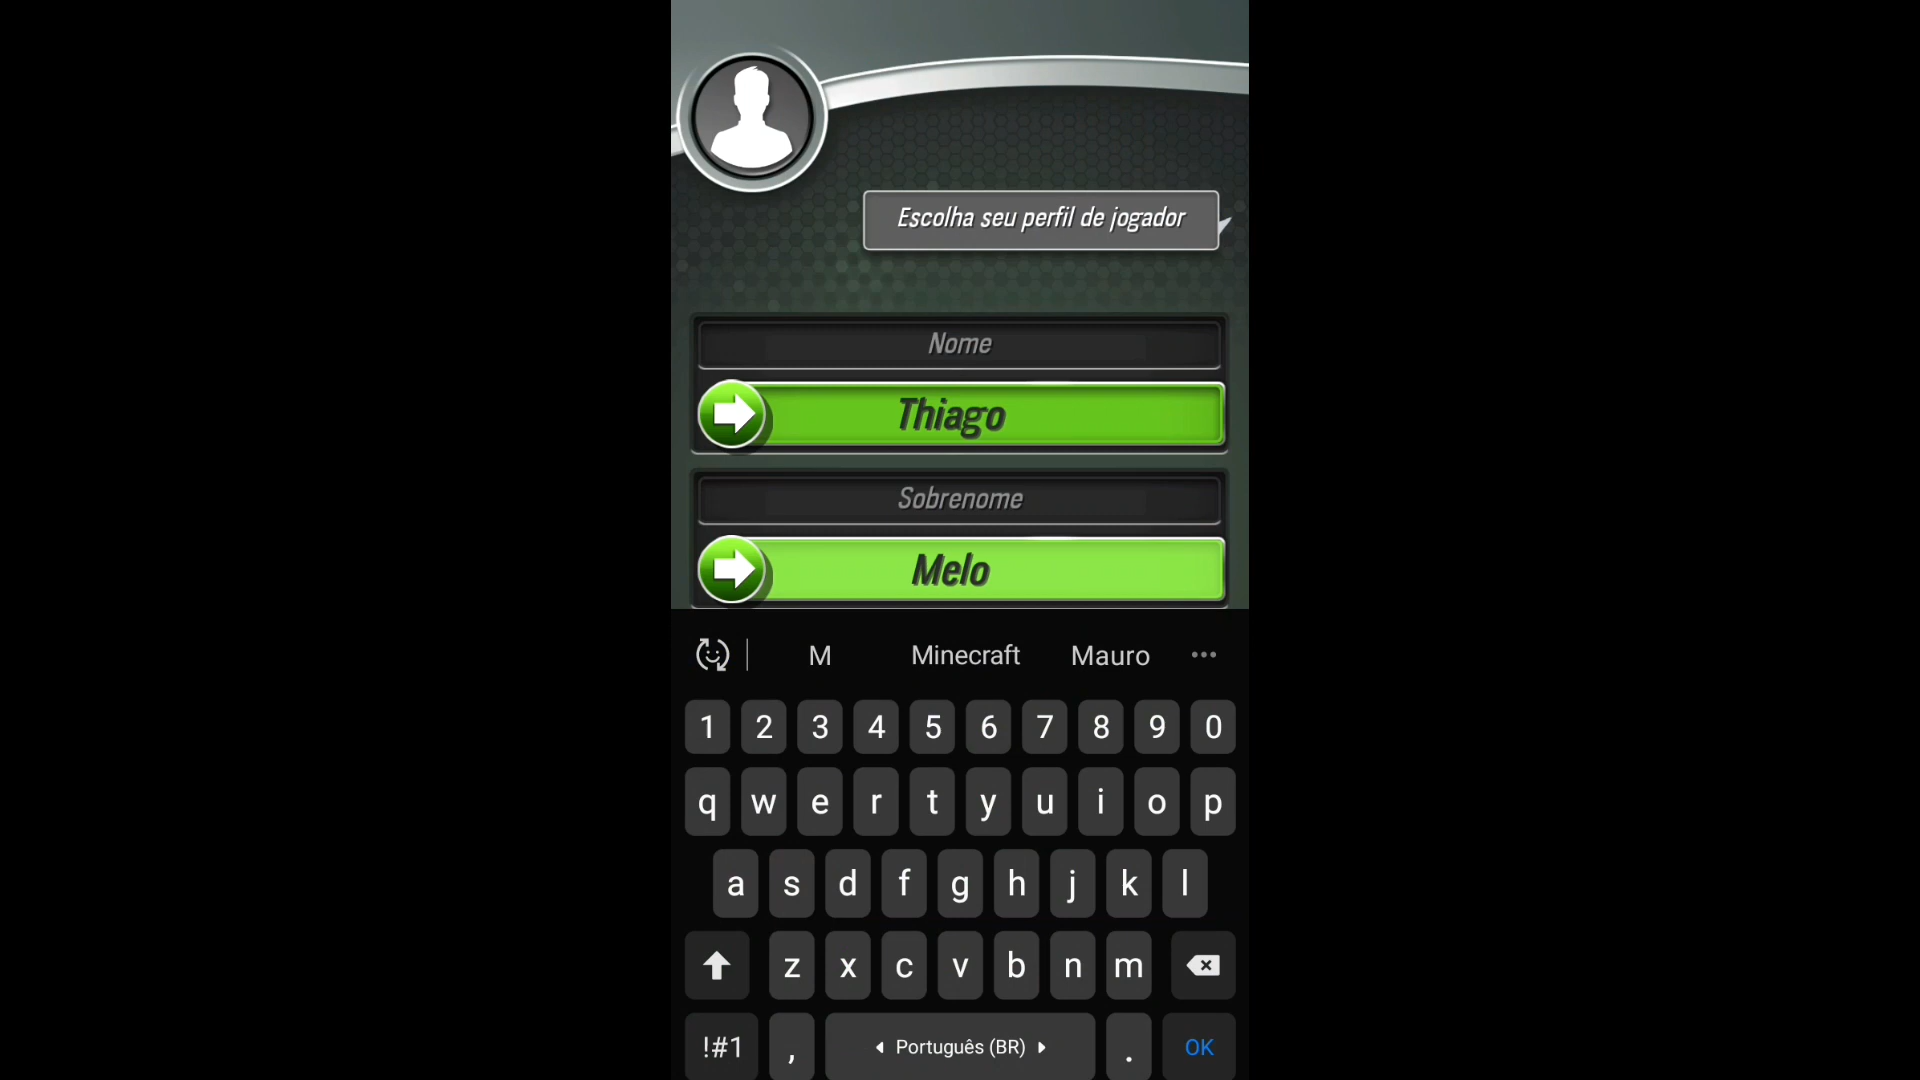 Escolha seu perfil de jogador
Nome
Thiago
Sobrenome
Melo
M Minecraft Mauro
1 2 3 4 5 6 7 8 9 0
q w e r t y u i o p
a s d f g h j k l
z x c v b n m
!#1 , Português (BR) . OK